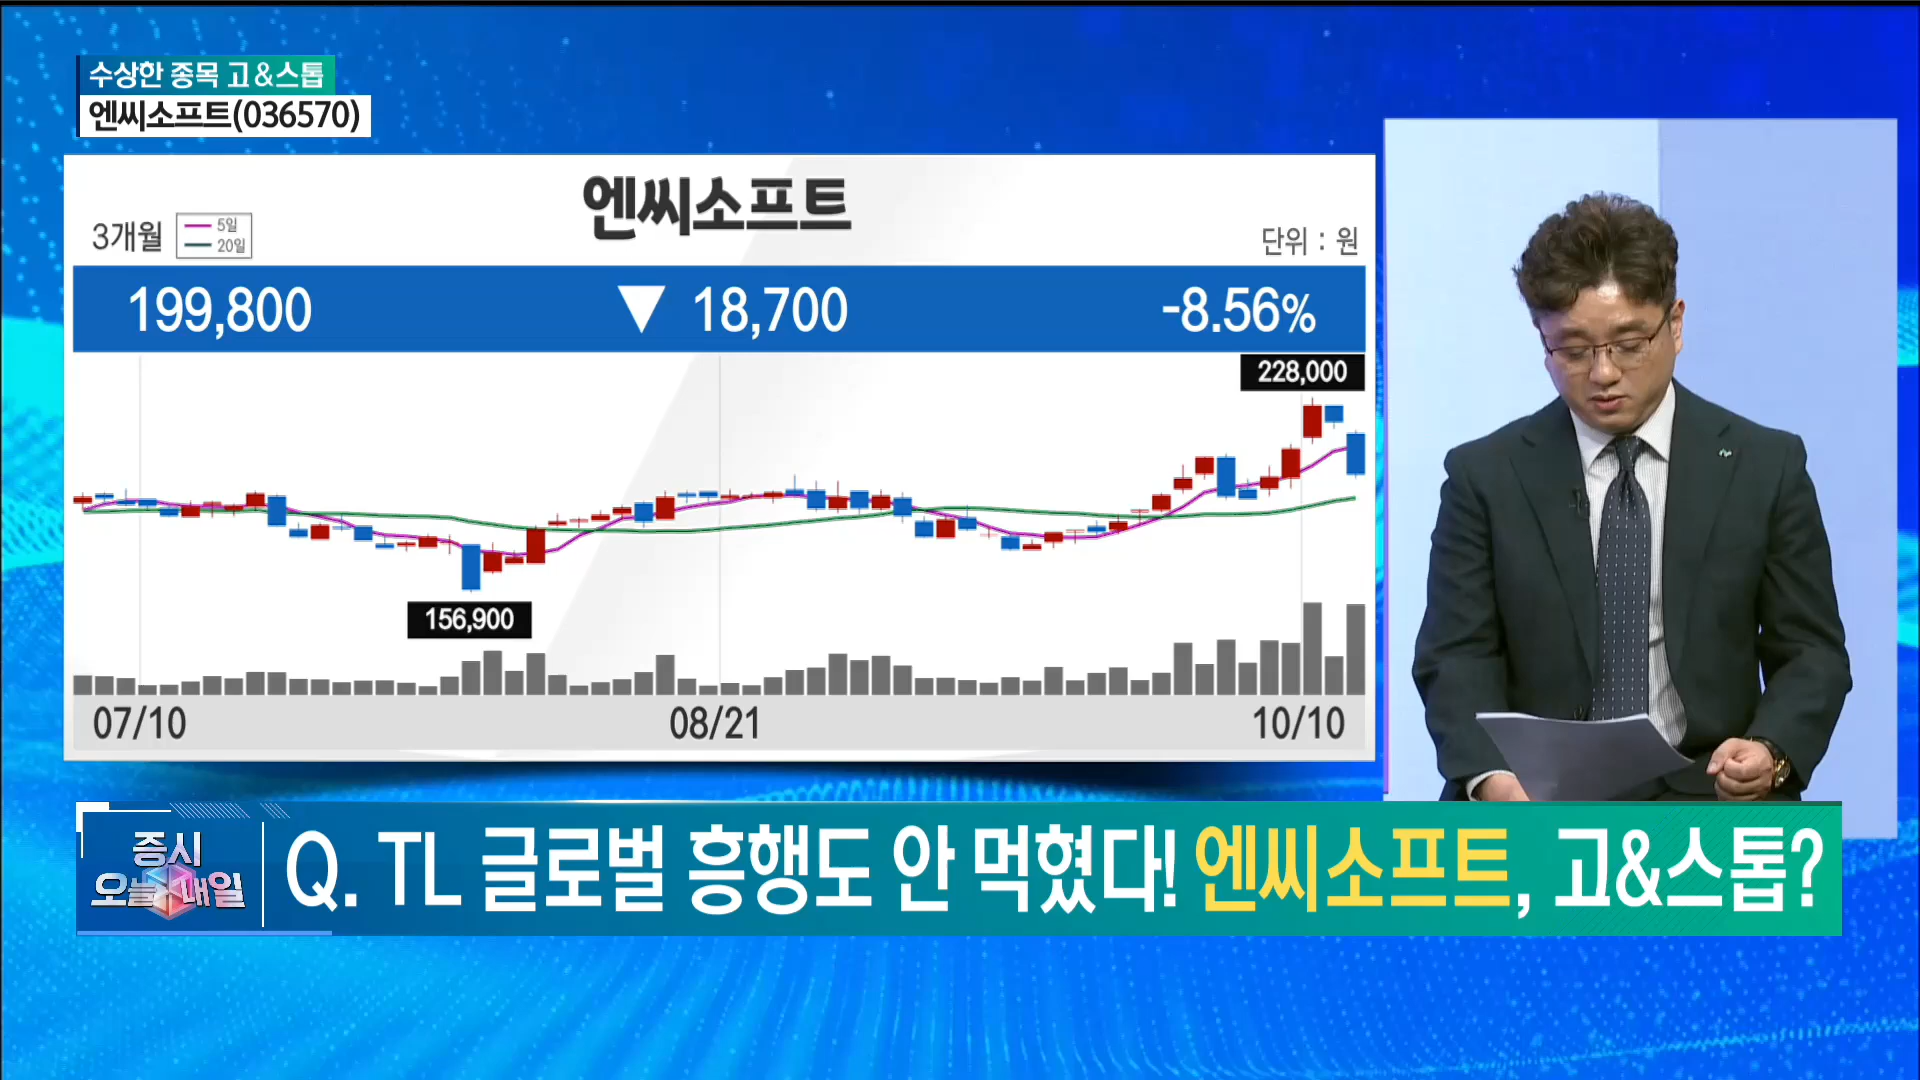 수상한 종목 고&스톱
엔씨소프트(036570)
엔씨소프트
3개월
5일
20일
단위 : 원
199,800 ▼ 18,700 -8.56%
228,000
156,900
07/10 08/21 10/10
증시
오늘 내일
Q. TL 글로벌 흥행도 안 먹혔다! 엔씨소프트, 고&스톱?